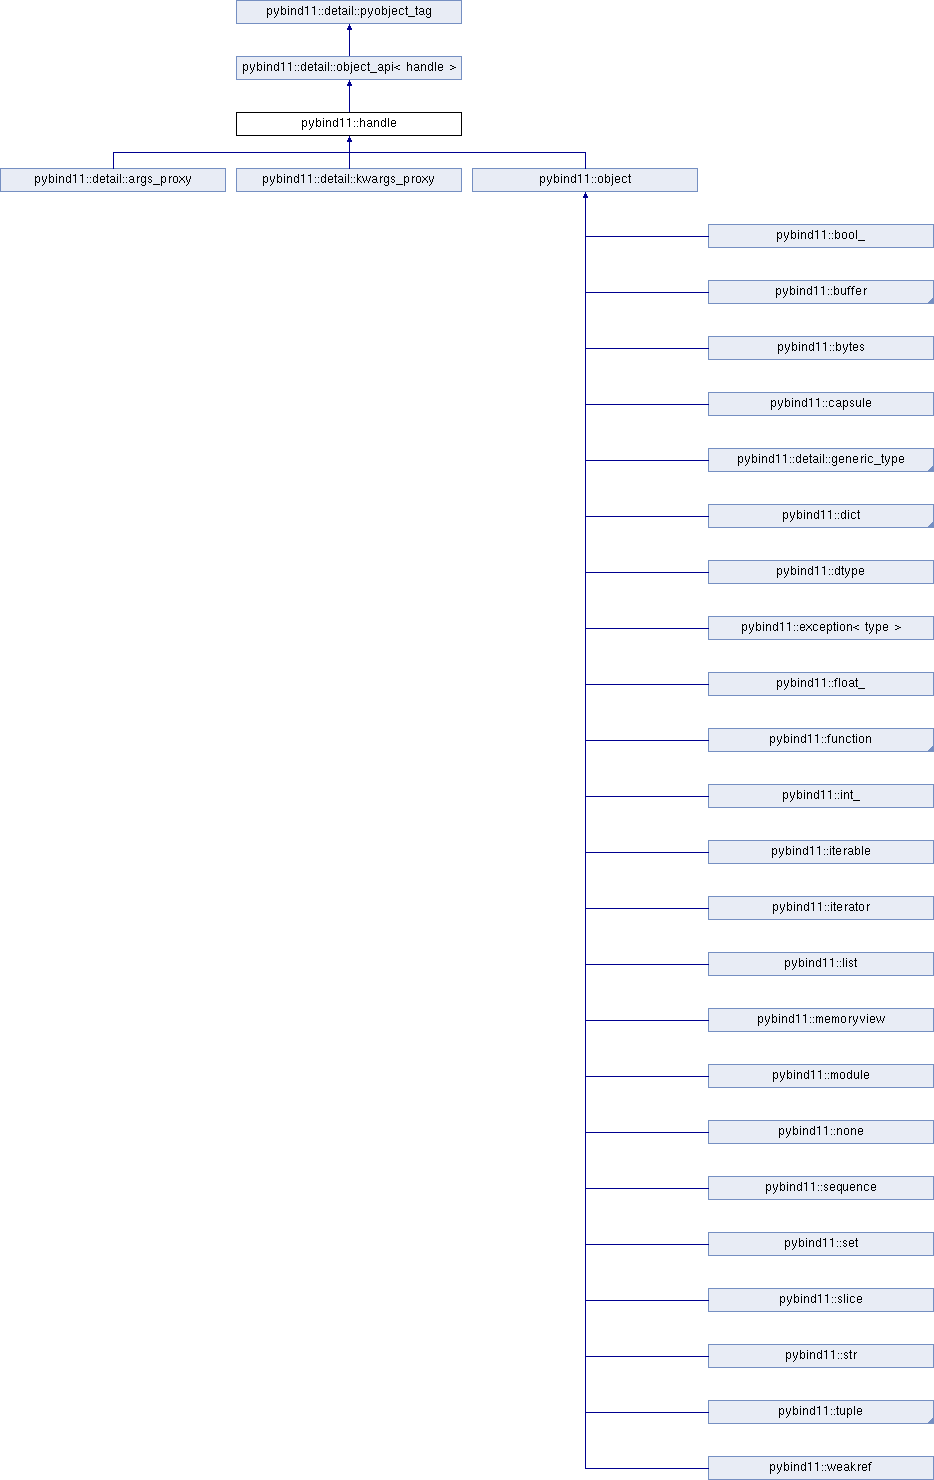 pybind11::detail::pyobject_tag
pybind11::detail::object_api< handle >
pybind11::handle
pybind11::detail::args_proxy
pybind11::detail::kwargs_proxy
pybind11::object
pybind11::bool_
pybind11::buffer
pybind11::bytes
pybind11::capsule
pybind11::detail::generic_type
pybind11::dict
pybind11::dtype
pybind11::exception< type >
pybind11::float_
pybind11::function
pybind11::int_
pybind11::iterable
pybind11::iterator
pybind11::list
pybind11::memoryview
pybind11::module
pybind11::none
pybind11::sequence
pybind11::set
pybind11::slice
pybind11::str
pybind11::tuple
pybind11::weakref